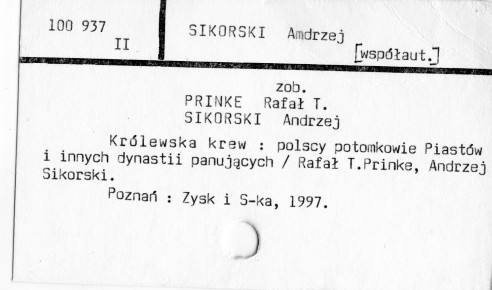 100 937
II
SIKORSKI Amdrzej
[współaut.]
zob.
PRINKE Rafał T.
SIKORSKI Andrzej
Królewska krew : polscy potomkowie Piastów
i innych dynastii panujących / Rafał T.Prinke, Andrzej
Sikorski.
Poznań : Zysk i S-ka, 1997.